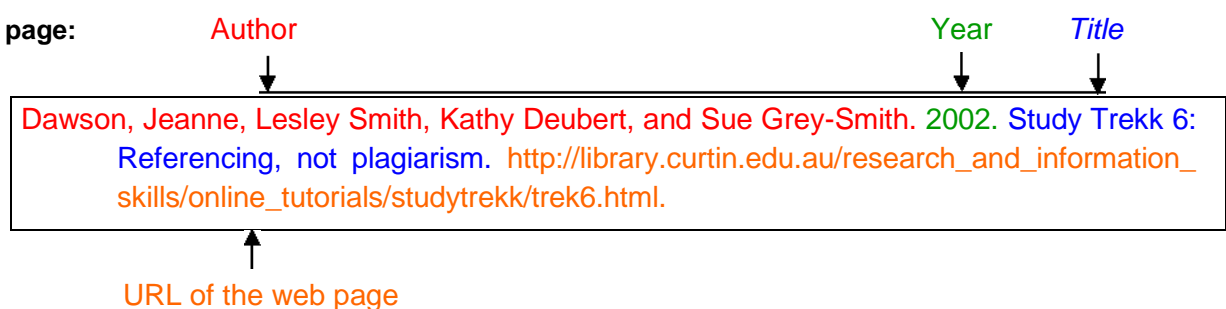 page: Author Year Title
Dawson, Jeanne, Lesley Smith, Kathy Deubert, and Sue Grey-Smith. 2002. Study Trekk 6:
Referencing, not plagiarism. http://library.curtin.edu.au/research_and_information_
skills/online_tutorials/studytrekk/trek6.html.
URL of the web page